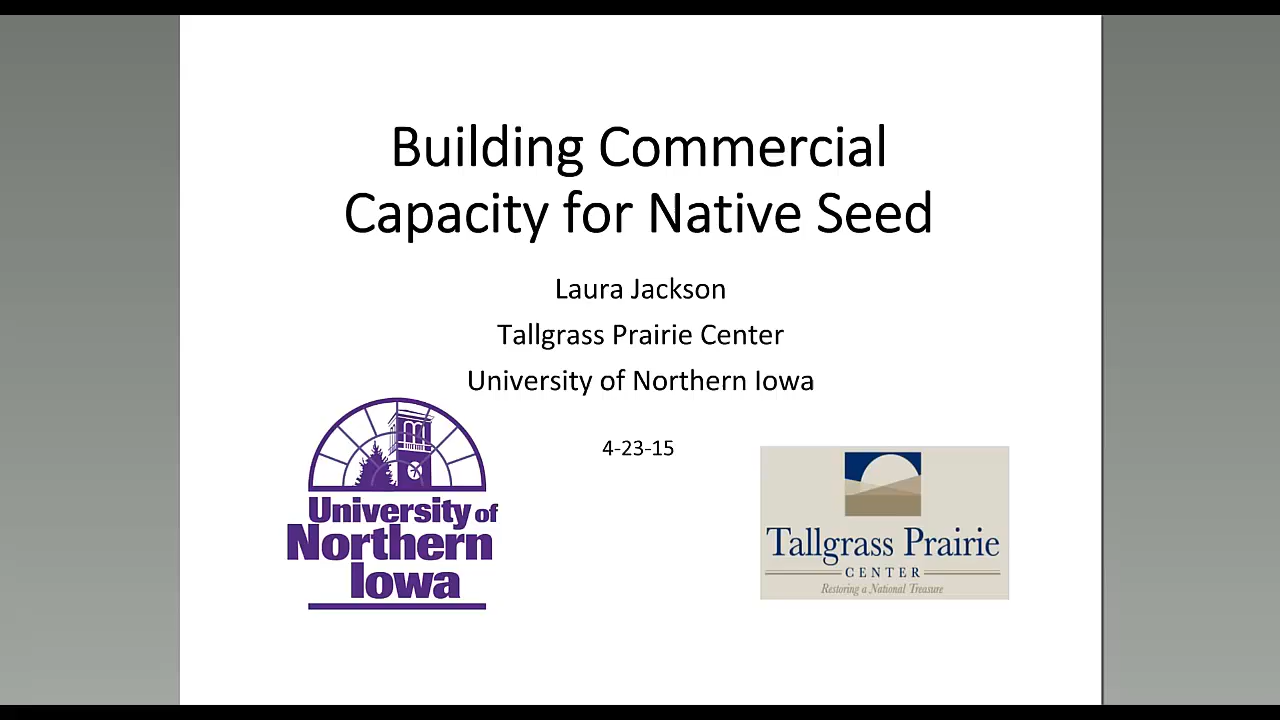 Building Commercial
Capacity for Native Seed
Laura Jackson
Tallgrass Prairie Center
University of Northern Iowa
4-23-15
University of
Northern
Iowa
Tallgrass Prairie
CENTER
Restoring a National Treasure